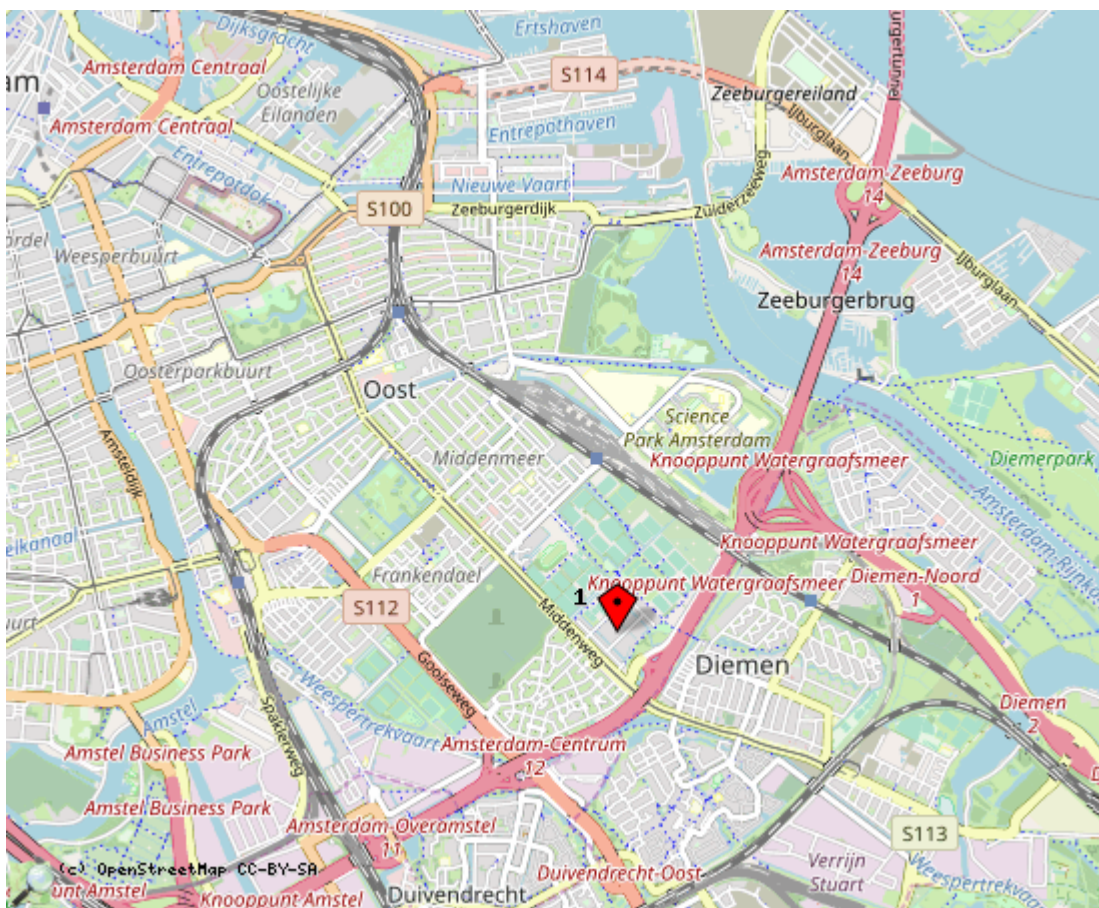 Dijksgracht
Ertshaven
Amsterdam Centraal
S114
Oostelijke
Eilanden
Zeeburgereiland
am
Amsterdam Centraal
Entrepothaven
IJburglaan
Entrepotdok
Nieuwe Vaart
Amsterdam-Zeeburg
14
S100
Zeeburgerdijk
Zuiderzeeweg
Weesperbuurt
Amsterdam-Zeeburg
14
IJburglaan
Zeeburgerbrug
Oosterparkbuurt
Oost
Science
Park Amsterdam
Amsteldijk
Middenmeer
Knooppunt Watergraafsmeer
Diemerpark
Knooppunt Watergraafsmeer
Frankendael
Knooppunt Watergraafsmeer
Diemen-Noord
1
1
S112
Middenweg
Gooiseweg
Diemen
Weespertrekvaart
Amstel
Spaklerweg
Diemen
2
Amstel Business Park
Amsterdam-Centrum
12
Amstel Business Park
Amsterdam-Overamstel
11
S113
(c) OpenStreetMap CC-BY-SA
Duivendrecht-Oost
Verrijn
Stuart
Weespertrekvaart
Knooppunt Amstel
Duivendrecht